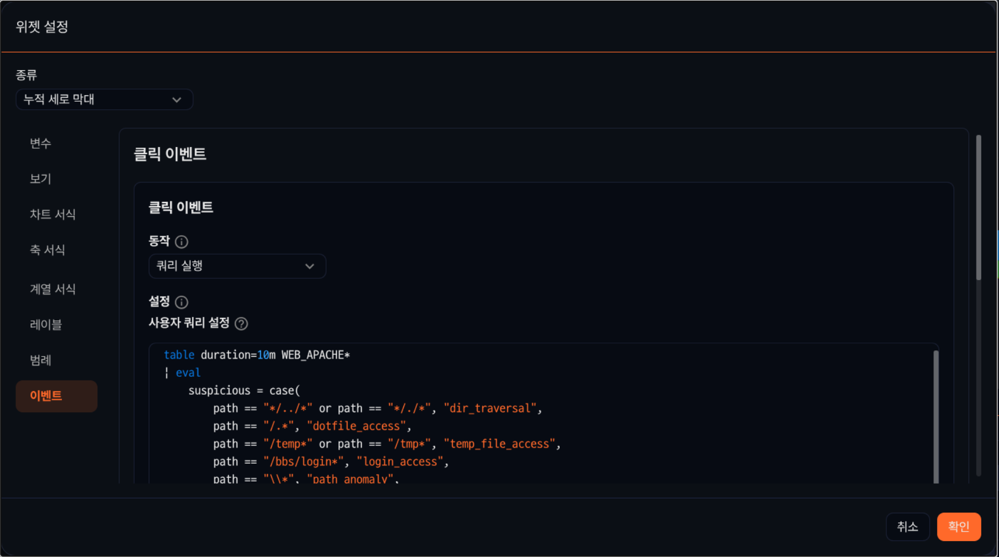 위젯 설정
종류
누적 세로 막대
변수
보기
차트 서식
축 서식
계열 서식
레이블
범례
이벤트
클릭 이벤트
클릭 이벤트
동작
쿼리 실행
설정
사용자 쿼리 설정
table duration=10m WEB_APACHE*
| eval
suspicious = case(
path == "*/../*" or path == "*/./*", "dir_traversal",
path == "/.*", "dotfile_access",
path == "/temp*" or path == "/tmp*", "temp_file_access",
path == "/bbs/login*", "login_access",
path == "\\*", "path_anomaly",
취소
확인